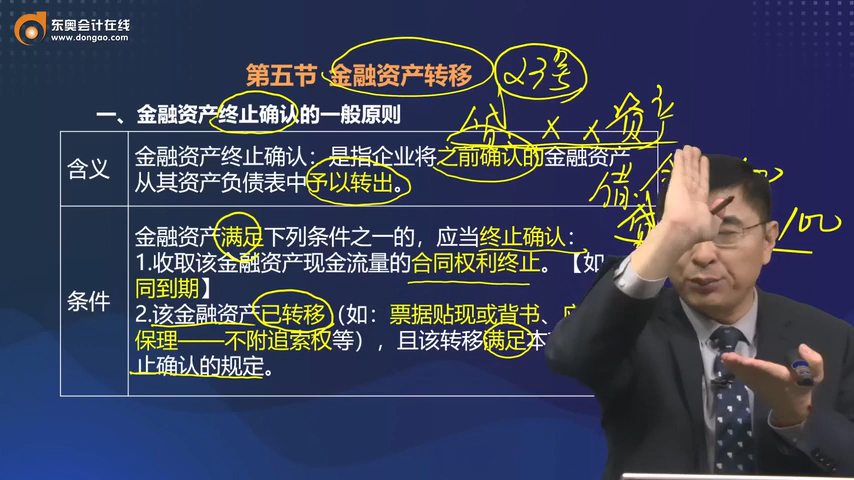 东奥会计在线
www.dongao.com
第五节 金融资产转移
23号
一、金融资产终止确认的一般原则
贷:××资产
含义
金融资产终止确认:是指企业将之前确认的金融资产
从其资产负债表中予以转出。
100
条件
金融资产满足下列条件之一的,应当终止确认:
1.收取该金融资产现金流量的合同权利终止。【如
同到期】
2.该金融资产已转移(如:票据贴现或背书、
保理——不附追索权等),且该转移满足本
止确认的规定。